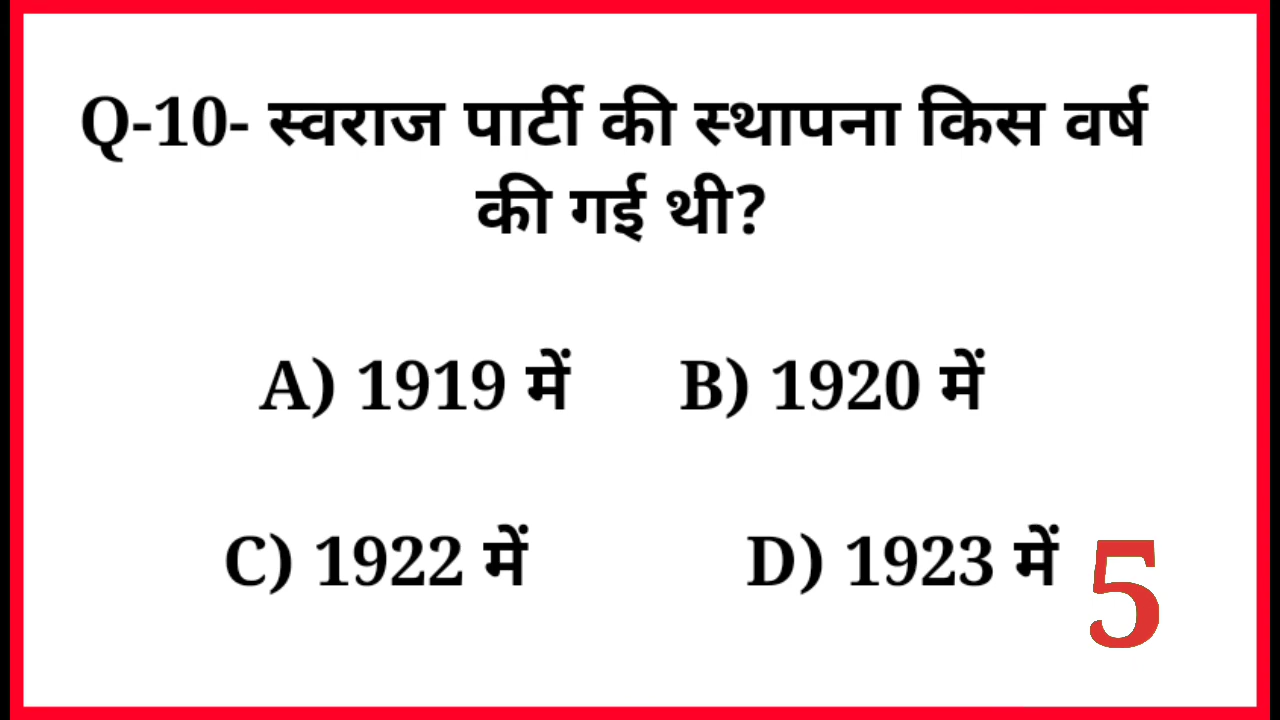 Q-10- स्वराज पार्टी की स्थापना किस वर्ष
की गई थी?
A) 1919 में B) 1920 में
C) 1922 में D) 1923 में
5